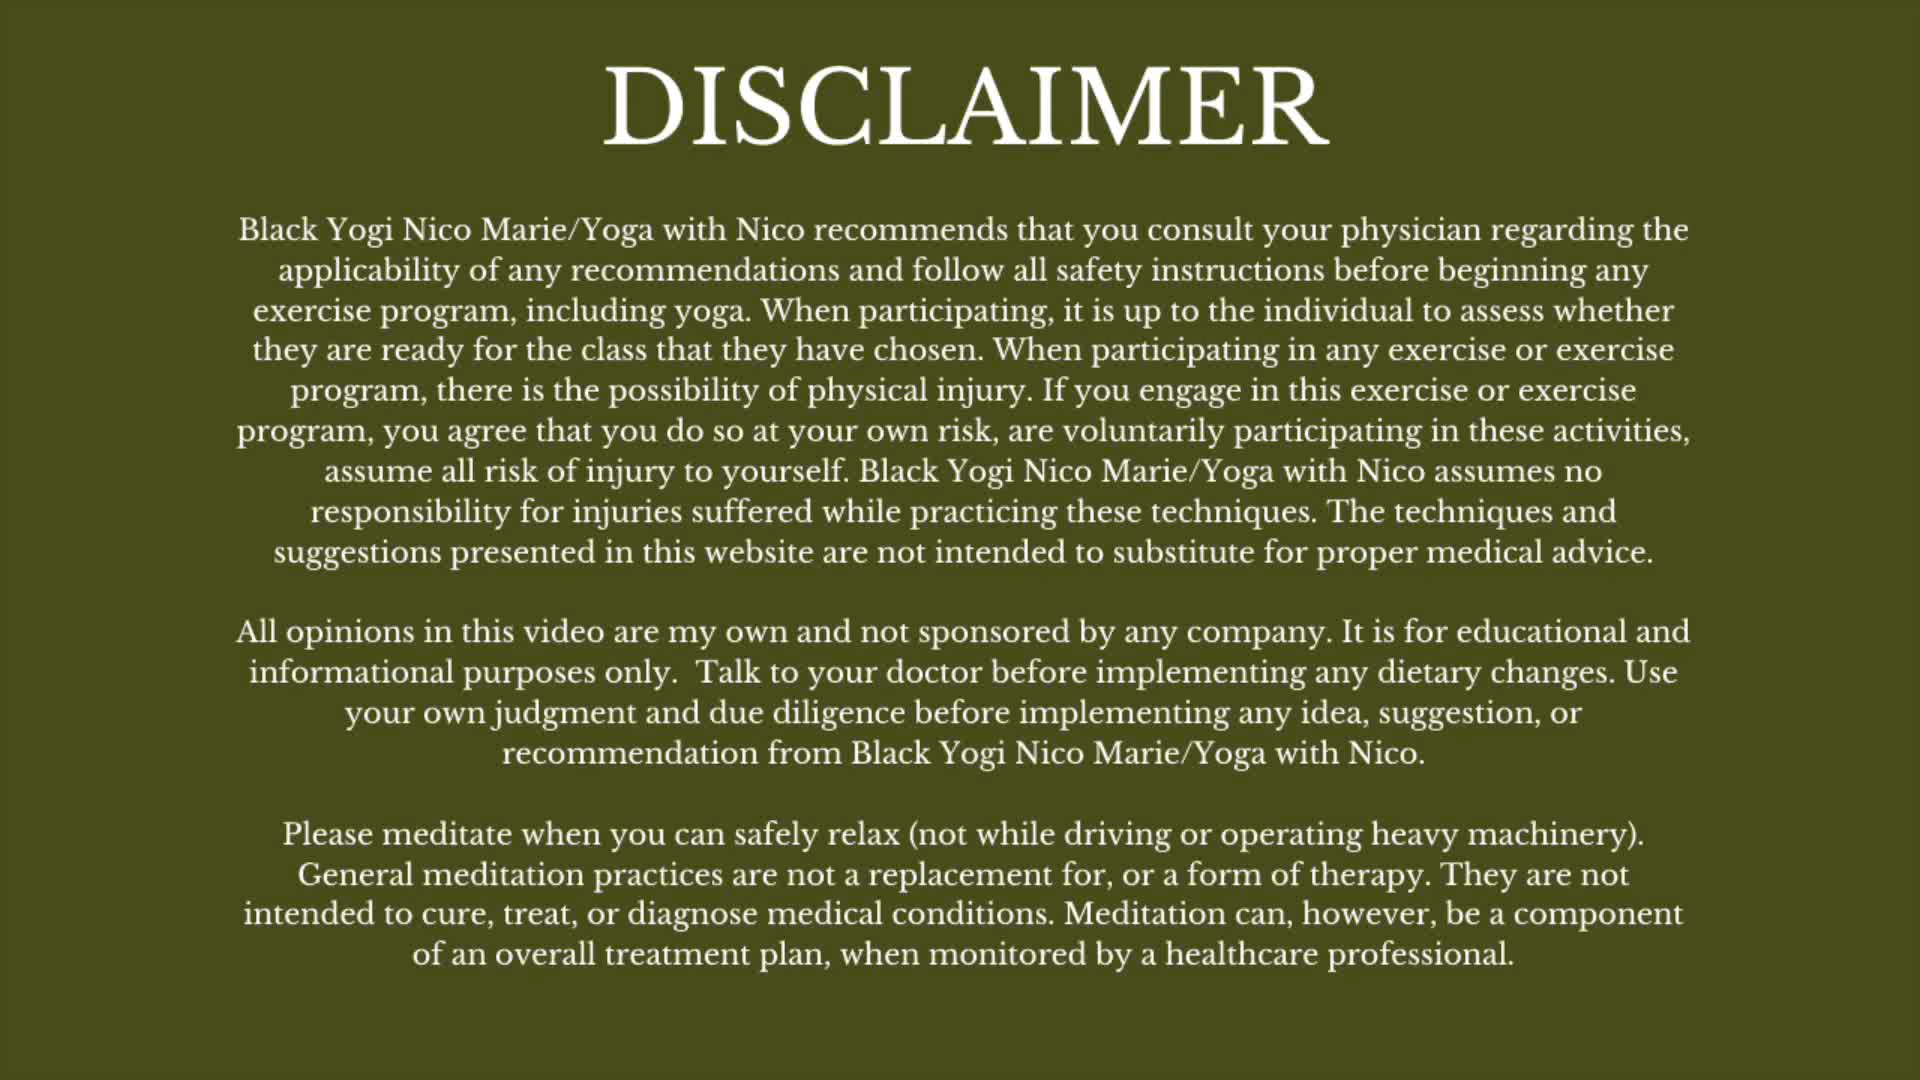 DISCLAIMER
Black Yogi Nico Marie/Yoga with Nico recommends that you consult your physician regarding the
applicability of any recommendations and follow all safety instructions before beginning any
exercise program, including yoga. When participating, it is up to the individual to assess whether
they are ready for the class that they have chosen. When participating in any exercise or exercise
program, there is the possibility of physical injury. If you engage in this exercise or exercise
program, you agree that you do so at your own risk, are voluntarily participating in these activities,
assume all risk of injury to yourself. Black Yogi Nico Marie/Yoga with Nico assumes no
responsibility for injuries suffered while practicing these techniques. The techniques and
suggestions presented in this website are not intended to substitute for proper medical advice.
All opinions in this video are my own and not sponsored by any company. It is for educational and
informational purposes only.  Talk to your doctor before implementing any dietary changes. Use
your own judgment and due diligence before implementing any idea, suggestion, or
recommendation from Black Yogi Nico Marie/Yoga with Nico.
Please meditate when you can safely relax (not while driving or operating heavy machinery).
General meditation practices are not a replacement for, or a form of therapy. They are not
intended to cure, treat, or diagnose medical conditions. Meditation can, however, be a component
of an overall treatment plan, when monitored by a healthcare professional.